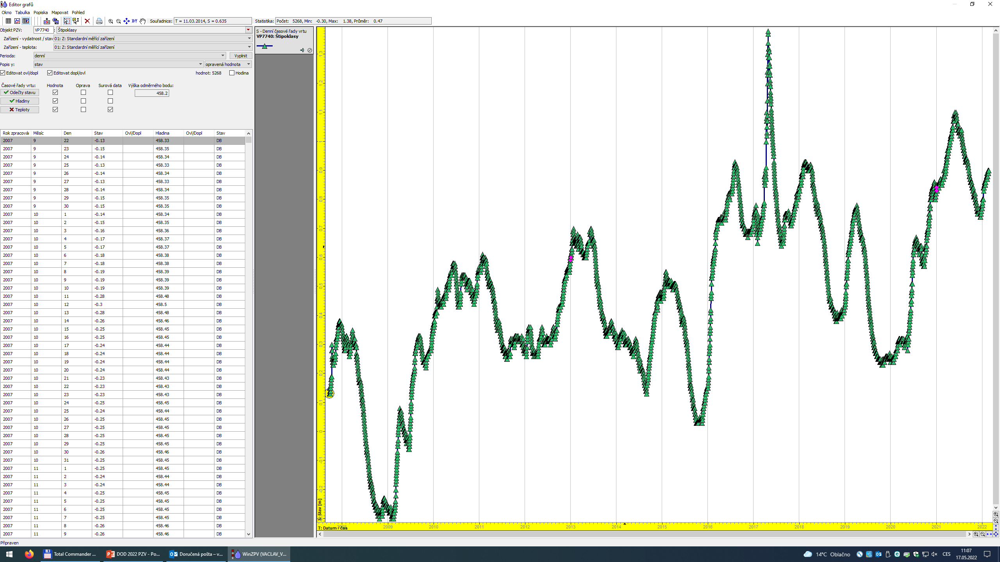 Editor grafů
Okno Tabulka Popiska Mapovat Pohled
Souřadnice: T = 11.03.2014, S = 0.635 Statistika: Počet: 5268, Min: -0.30, Max: 1.38, Průměr: 0.47
Objekt PZV: VP7740 : Štipoklasy
Zařízení - vydatnost / stav 01: Z: Standardní měřící zařízení
Zařízení - teplota: 01: Z: Standardní měřící zařízení
Perioda: denní Vyplnit
Popis y: stav opravená hodnota
Editovat ovl/dopl Editovat dopl/ovl hodnot: 5268 Hodina
Časové řady vrtu: Hodnota Oprava Surová data Výška odměrného bodu:
Odečty stavu 458.2
Hladiny
Teploty
Rok zpracován Měsíc Den Stav Ovl/Dopl Hladina Ovl/Dopl Stav
2007 9 22 -0.13 458.33 DB
2007 9 23 -0.15 458.35 DB
2007 9 24 -0.14 458.34 DB
2007 9 25 -0.13 458.33 DB
2007 9 26 -0.14 458.34 DB
2007 9 27 -0.13 458.33 DB
2007 9 28 -0.14 458.34 DB
2007 9 29 -0.15 458.35 DB
2007 9 30 -0.15 458.35 DB
2007 10 1 -0.14 458.34 DB
2007 10 2 -0.15 458.35 DB
2007 10 3 -0.16 458.36 DB
2007 10 4 -0.17 458.37 DB
2007 10 5 -0.17 458.37 DB
2007 10 6 -0.18 458.38 DB
2007 10 7 -0.18 458.38 DB
2007 10 8 -0.19 458.39 DB
2007 10 9 -0.19 458.39 DB
2007 10 10 -0.19 458.39 DB
2007 10 11 -0.28 458.48 DB
2007 10 12 -0.3 458.5 DB
2007 10 13 -0.28 458.48 DB
2007 10 14 -0.26 458.46 DB
2007 10 15 -0.25 458.45 DB
2007 10 16 -0.25 458.45 DB
2007 10 17 -0.24 458.44 DB
2007 10 18 -0.24 458.44 DB
2007 10 19 -0.24 458.44 DB
2007 10 20 -0.24 458.44 DB
2007 10 21 -0.23 458.43 DB
2007 10 22 -0.23 458.43 DB
2007 10 23 -0.23 458.43 DB
2007 10 24 -0.25 458.45 DB
2007 10 25 -0.24 458.44 DB
2007 10 26 -0.25 458.45 DB
2007 10 27 -0.25 458.45 DB
2007 10 28 -0.25 458.45 DB
2007 10 29 -0.25 458.45 DB
2007 10 30 -0.26 458.46 DB
2007 10 31 -0.25 458.45 DB
2007 11 1 -0.25 458.45 DB
2007 11 2 -0.24 458.44 DB
2007 11 3 -0.24 458.44 DB
2007 11 4 -0.25 458.45 DB
2007 11 5 -0.25 458.45 DB
2007 11 6 -0.25 458.45 DB
2007 11 7 -0.25 458.45 DB
2007 11 8 -0.26 458.46 DB
2007 11 9 -0.26 458.46 DB
S - Denní časové řady vrtu
VP7740: Štipoklasy
1.3
1.2
1.1
1
0.9
0.8
0.7
0.6
0.5
0.4
0.3
0.2
0.1
0
-0.1
-0.2
S: Stav [m]
T: Datum / čas
2008 2009 2010 2011 2012 2013 2014 2015 2016 2017 2018 2019 2020 2021 2022
Připraven
Total Commander ... DOD 2022 PZV - Po... Doručená pošta – v... WinZPV (VACLAV_V... 14°C Oblačno CES 11:07
17.05.2022